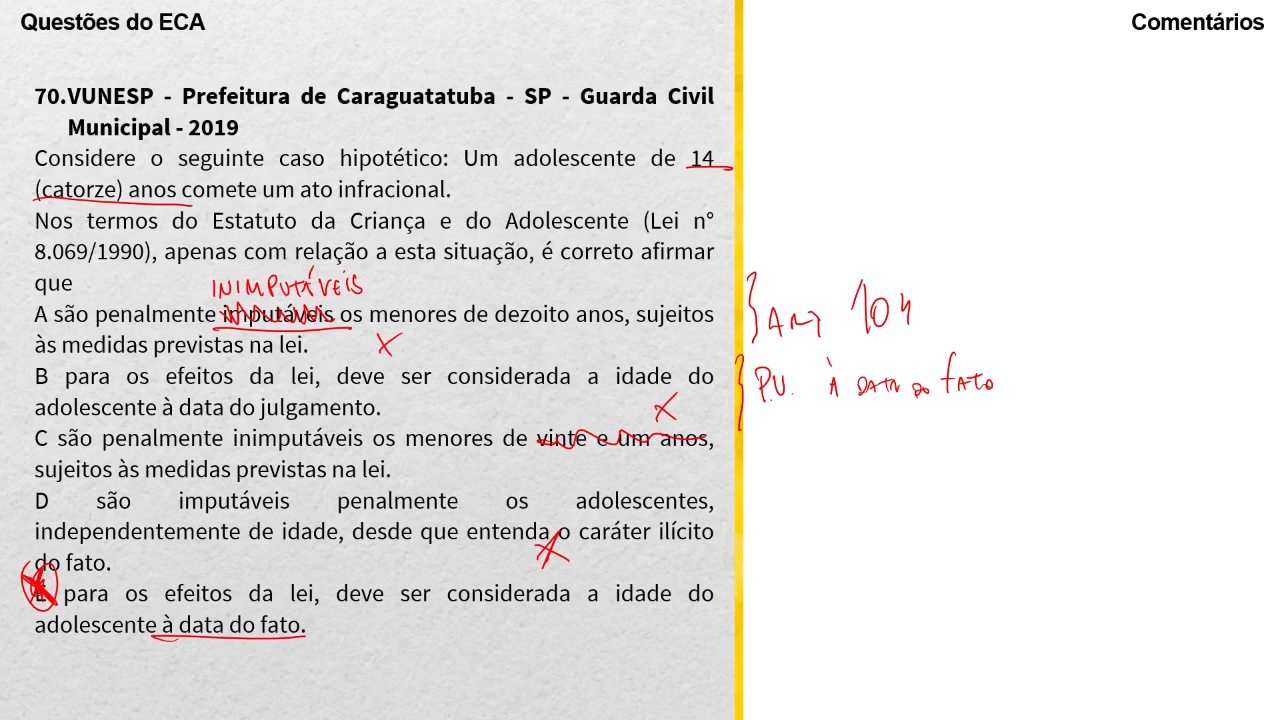 Questões do ECA
Comentários
70.VUNESP - Prefeitura de Caraguatatuba - SP - Guarda Civil
Municipal - 2019
Considere o seguinte caso hipotético: Um adolescente de 14
(catorze) anos comete um ato infracional.
Nos termos do Estatuto da Criança e do Adolescente (Lei n°
8.069/1990), apenas com relação a esta situação, é correto afirmar
que
INIMPUTÁVEIS
A são penalmente imputáveis os menores de dezoito anos, sujeitos
às medidas previstas na lei.
B para os efeitos da lei, deve ser considerada a idade do
adolescente à data do julgamento.
C são penalmente inimputáveis os menores de vinte e um anos,
sujeitos às medidas previstas na lei.
D são imputáveis penalmente os adolescentes,
independentemente de idade, desde que entenda o caráter ilícito
do fato.
E para os efeitos da lei, deve ser considerada a idade do
adolescente à data do fato.
ART 104
P.U. À DATA DO FATO